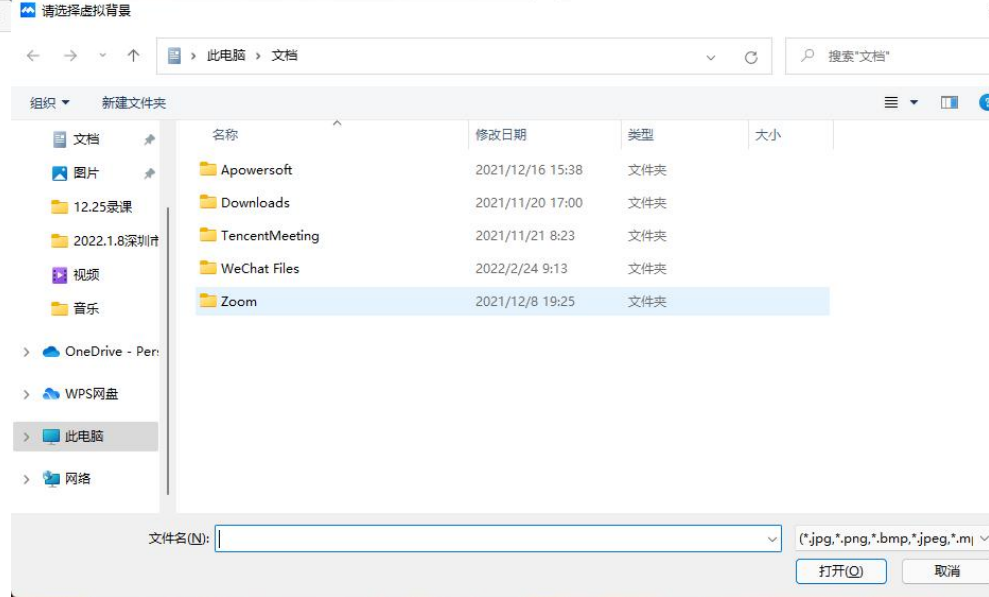 请选择虚拟背景
此电脑 › 文档
搜索"文档"
组织 新建文件夹
文档
图片
12.25录课
2022.1.8深圳市
视频
音乐
OneDrive - Pers
WPS网盘
此电脑
网络
名称 修改日期 类型 大小
Apowersoft 2021/12/16 15:38 文件夹
Downloads 2021/11/20 17:00 文件夹
TencentMeeting 2021/11/21 8:23 文件夹
WeChat Files 2022/2/24 9:13 文件夹
Zoom 2021/12/8 19:25 文件夹
文件名(N): (*.jpg,*.png,*.bmp,*.jpeg,*.m
打开(O) 取消